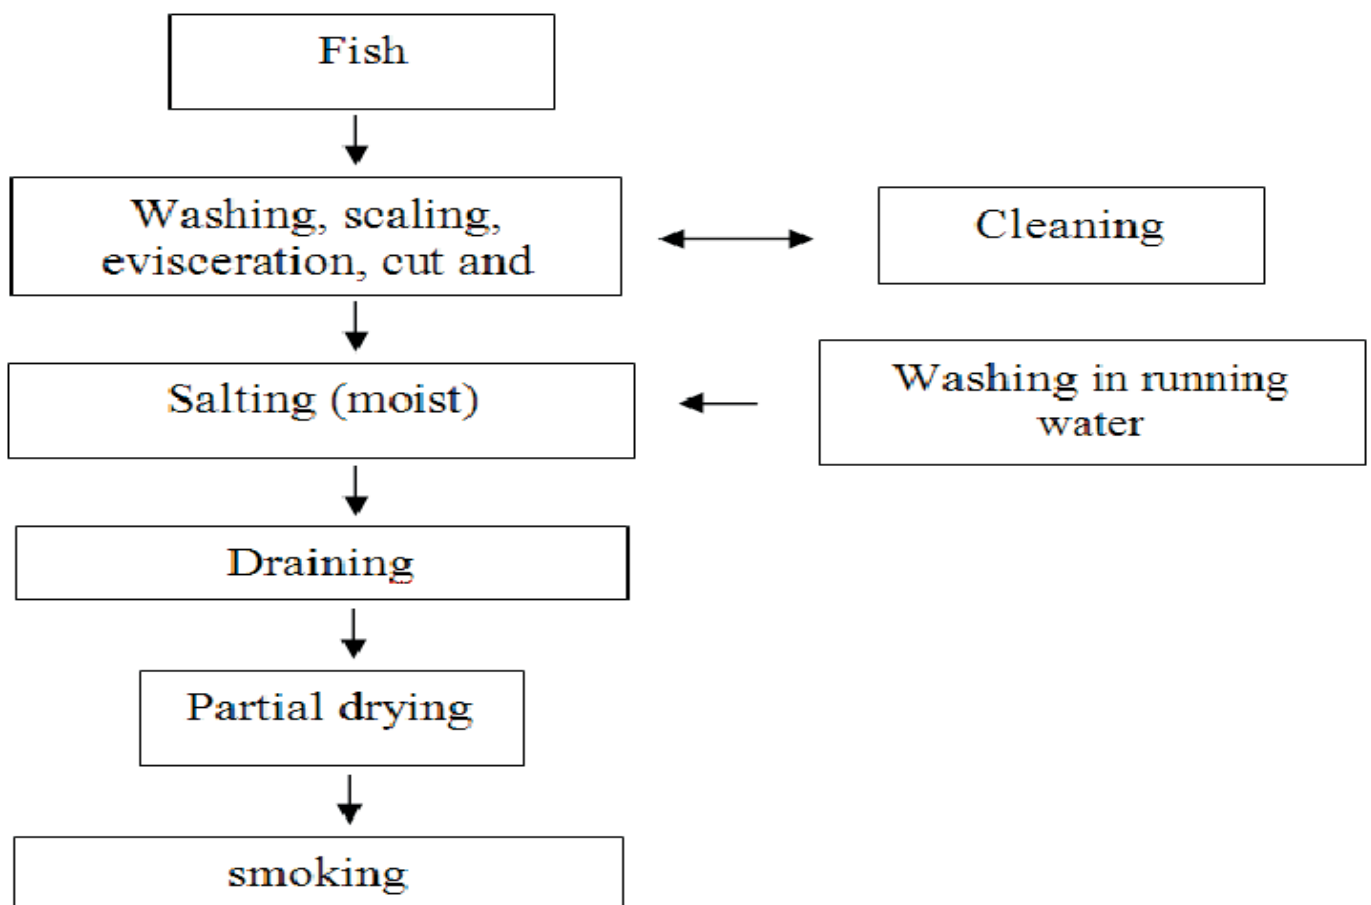 Fish
Washing, scaling,
evisceration, cut and
Cleaning
Salting (moist)
Washing in running
water
Draining
Partial drying
smoking